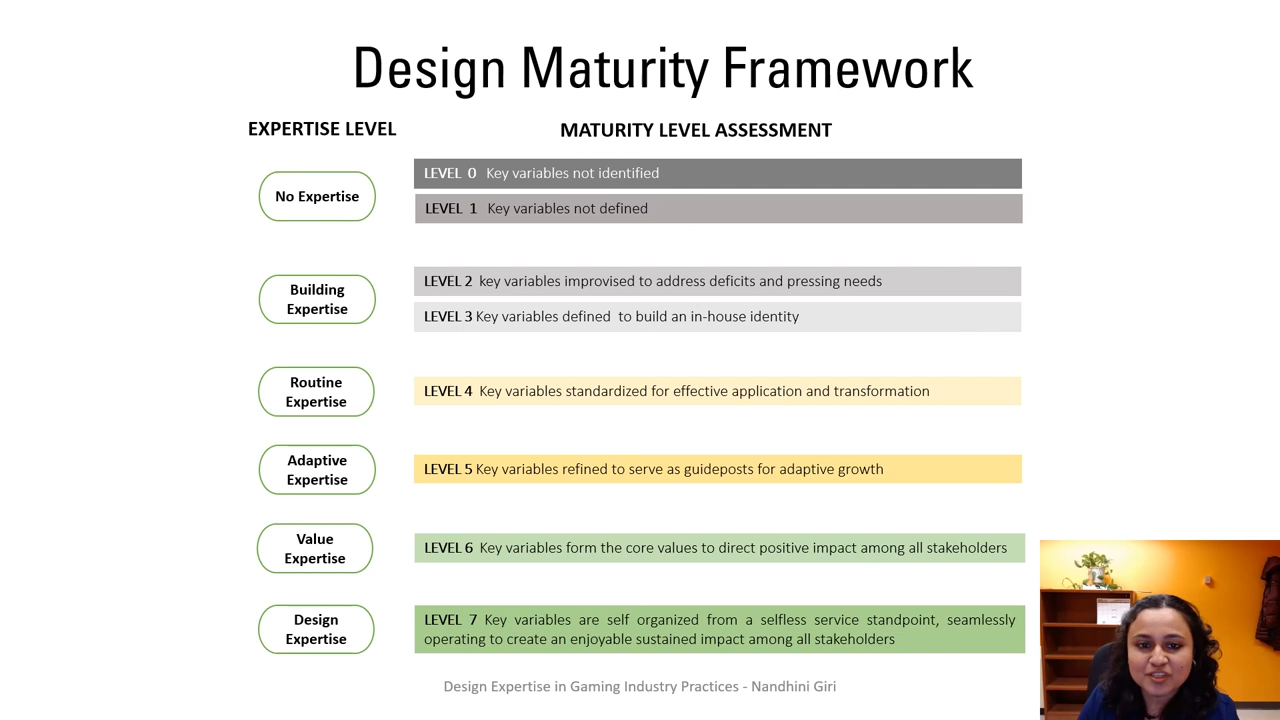 Design Maturity Framework
EXPERTISE LEVEL
MATURITY LEVEL ASSESSMENT
No Expertise
LEVEL 0 Key variables not identified
LEVEL 1 Key variables not defined
Building
Expertise
LEVEL 2 key variables improvised to address deficits and pressing needs
LEVEL 3 Key variables defined to build an in-house identity
Routine
Expertise
LEVEL 4 Key variables standardized for effective application and transformation
Adaptive
Expertise
LEVEL 5 Key variables refined to serve as guideposts for adaptive growth
Value
Expertise
LEVEL 6 Key variables form the core values to direct positive impact among all stakeholders
Design
Expertise
LEVEL 7 Key variables are self organized from a selfless service standpoint, seamlessly
operating to create an enjoyable sustained impact among all stakeholders
Design Expertise in Gaming Industry Practices - Nandhini Giri